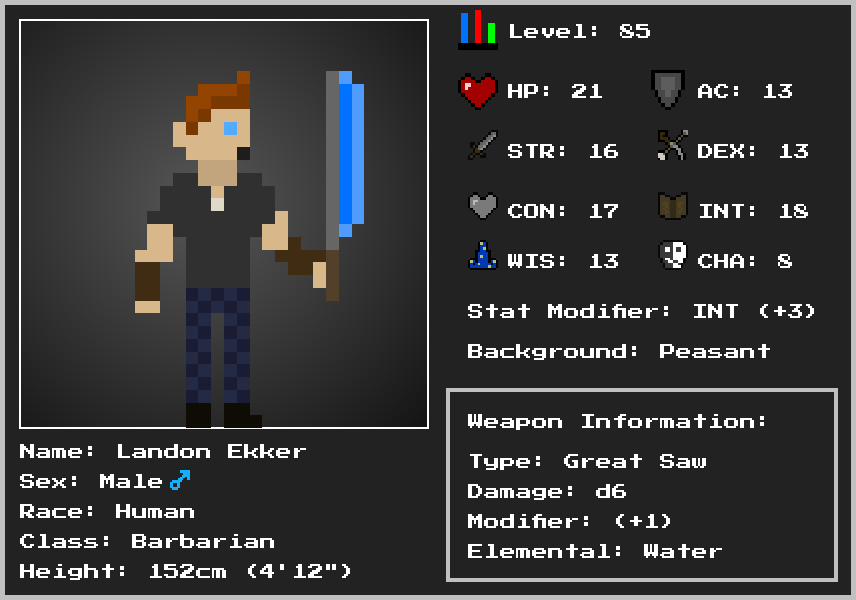 Level: 85
HP: 21 AC: 13
STR: 16 DEX: 13
CON: 17 INT: 18
WIS: 13 CHA: 8
Stat Modifier: INT (+3)
Background: Peasant
Weapon Information:
Type: Great Saw
Damage: d6
Modifier: (+1)
Elemental: Water
Name: Landon Ekker
Sex: Male♂
Race: Human
Class: Barbarian
Height: 152cm (4'12")